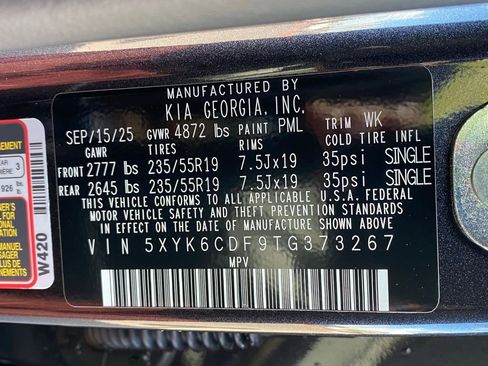 MANUFACTURED BY
KIA GEORGIA, INC.
SEP/15/25 GVWR 4872 lbs PAINT PML TRIM WK
GAWR TIRES RIMS COLD TIRE INFL
FRONT 2777 lbs 235/55R19 7.5Jx19 35psi SINGLE
REAR 2645 lbs 235/55R19 7.5Jx19 35psi SINGLE
THIS VEHICLE CONFORMS TO ALL APPLICABLE U.S.A. FEDERAL
MOTOR VEHICLE SAFETY AND THEFT PREVENTION STANDARDS
IN EFFECT ON THE DATE OF MANUFACTURE SHOWN ABOVE.
VIN 5XYK6CDF9TG373267
MPV
W420
3
926 lbs.